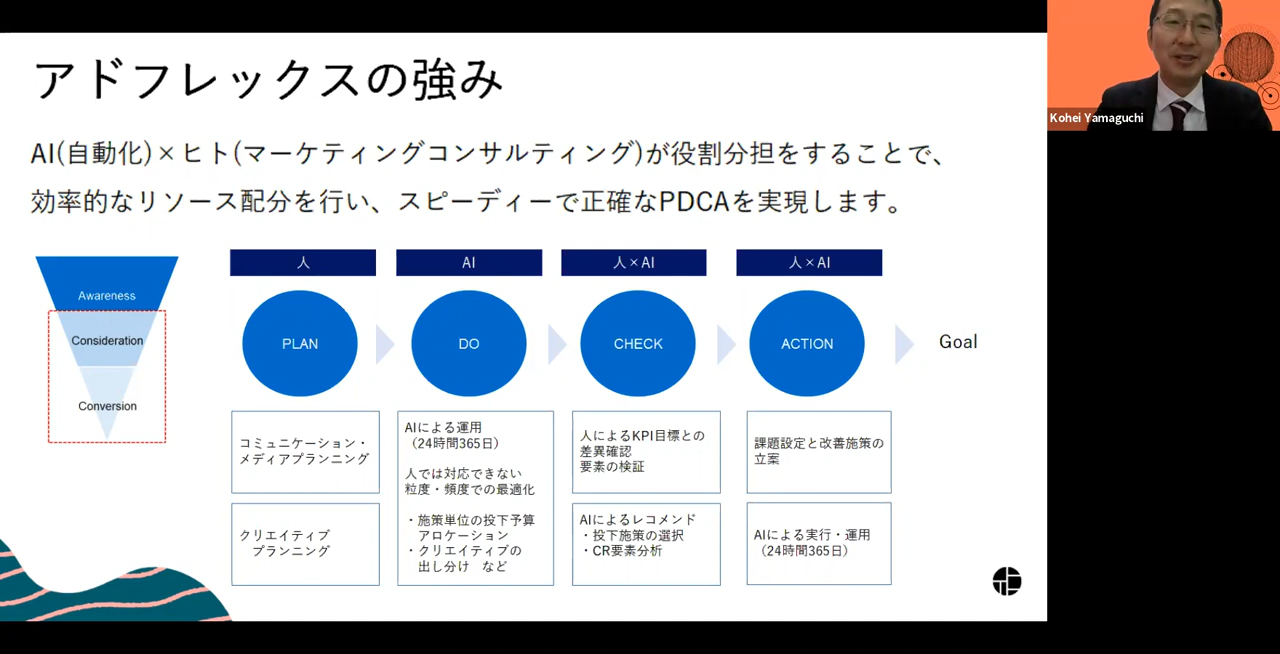 アドフレックスの強み
AI(自動化)×ヒト(マーケティングコンサルティング)が役割分担をすることで、
効率的なリソース配分を行い、スピーディーで正確なPDCAを実現します。
Kohei Yamaguchi
Awareness
Consideration
Conversion
人
AI
人×AI
人×AI
PLAN
DO
CHECK
ACTION
Goal
コミュニケーション・
メディアプランニング
クリエイティブ
プランニング
AIによる運用
（24時間365日）
人では対応できない
粒度・頻度での最適化
・施策単位の投下予算
アロケーション
・クリエイティブの
出し分け　など
人によるKPI目標との
差異確認
要素の検証
AIによるレコメンド
・投下施策の選択
・CR要素分析
課題設定と改善施策の
立案
AIによる実行・運用
（24時間365日）